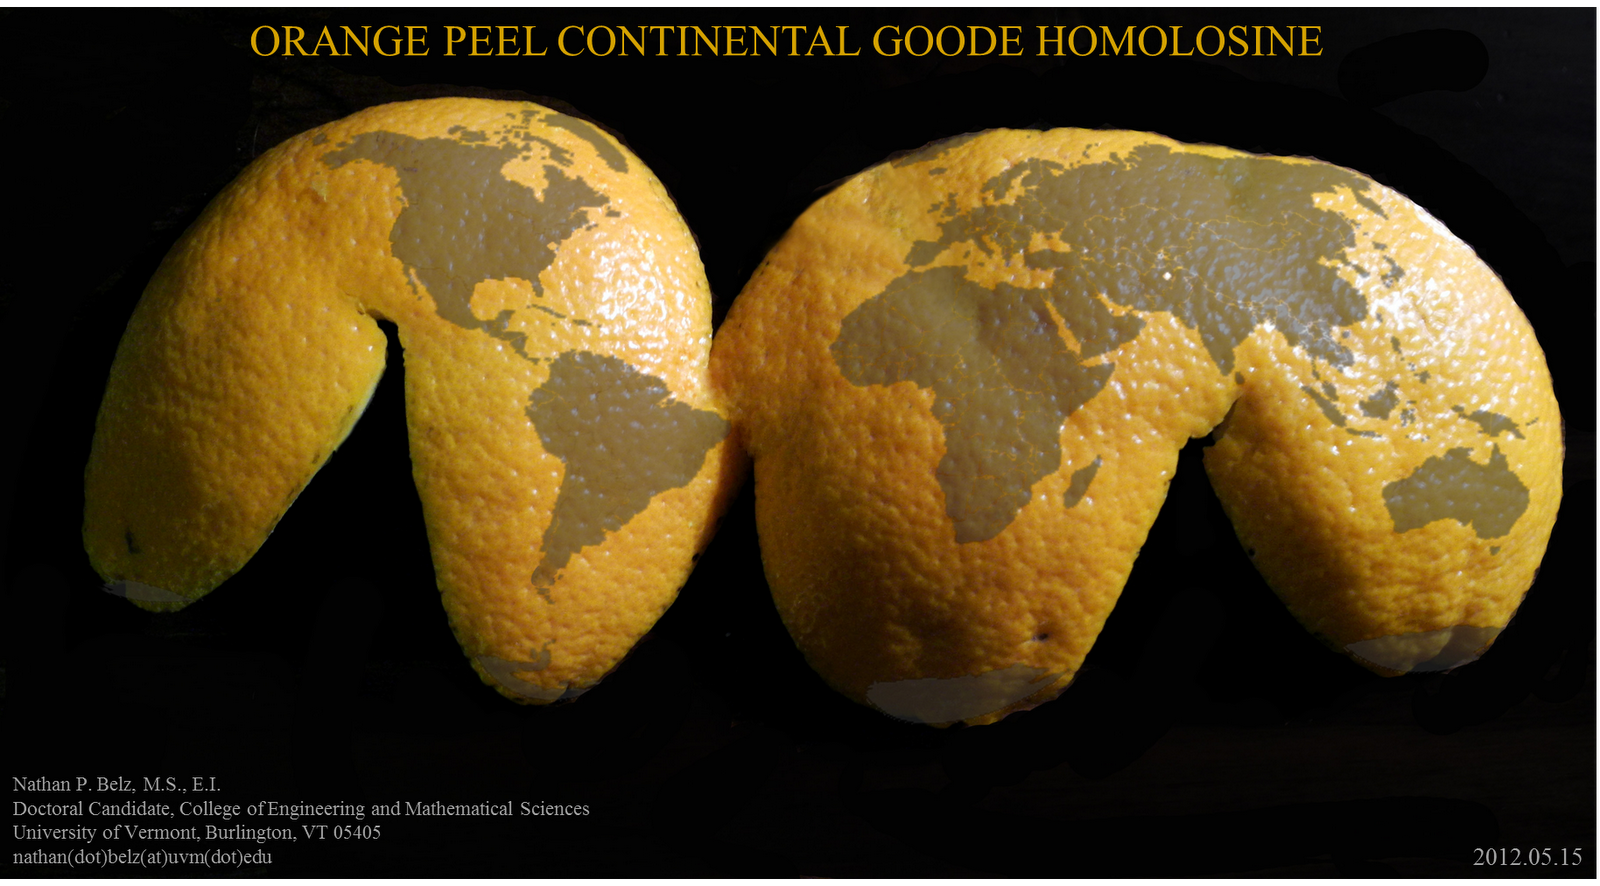 ORANGE PEEL CONTINENTAL GOODE HOMOLOSINE
Nathan P. Belz, M.S., E.I.
Doctoral Candidate, College of Engineering and Mathematical Sciences
University of Vermont, Burlington, VT 05405
nathan(dot)belz(at)uvm(dot)edu
2012.05.15